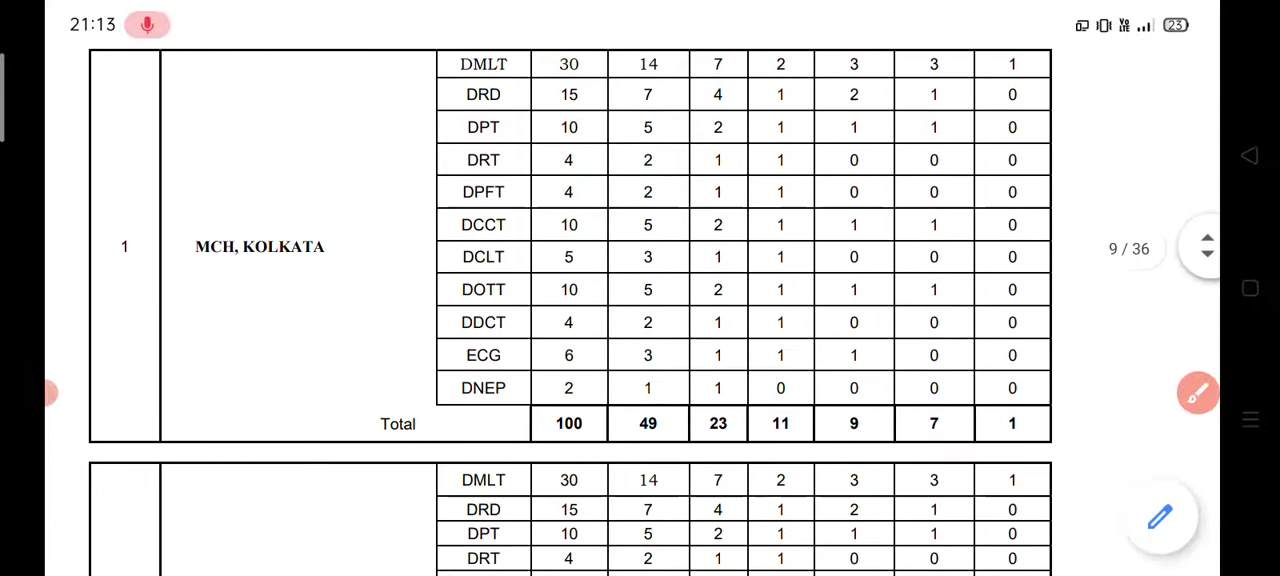 21:13 VO LTE 23
DMLT 30 14 7 2 3 3 1
DRD 15 7 4 1 2 1 0
DPT 10 5 2 1 1 1 0
DRT 4 2 1 1 0 0 0
DPFT 4 2 1 1 0 0 0
DCCT 10 5 2 1 1 1 0
1 MCH, KOLKATA 9 / 36
DCLT 5 3 1 1 0 0 0
DOTT 10 5 2 1 1 1 0
DDCT 4 2 1 1 0 0 0
ECG 6 3 1 1 1 0 0
DNEP 2 1 1 0 0 0 0
Total 100 49 23 11 9 7 1
DMLT 30 14 7 2 3 3 1
DRD 15 7 4 1 2 1 0
DPT 10 5 2 1 1 1 0
DRT 4 2 1 1 0 0 0